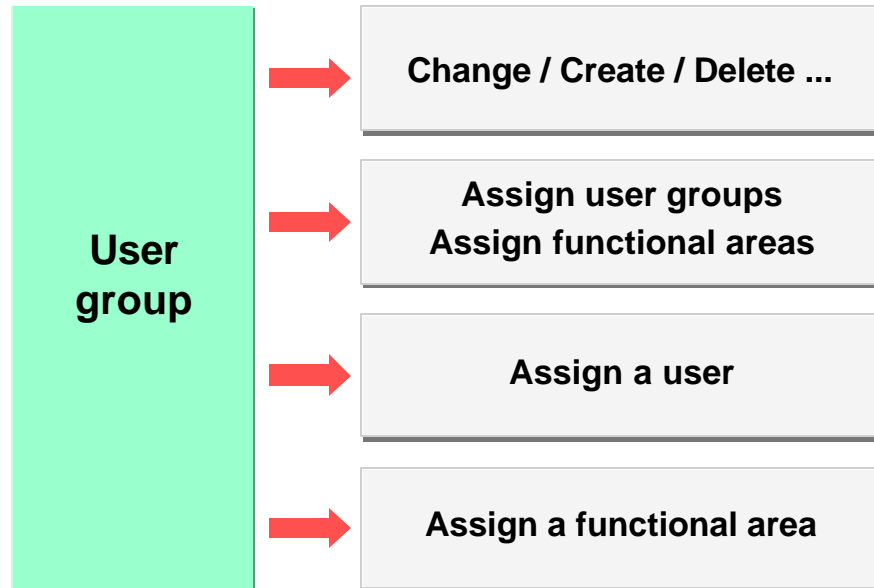 User
group
Change / Create / Delete ...
Assign user groups
Assign functional areas
Assign a user
Assign a functional area